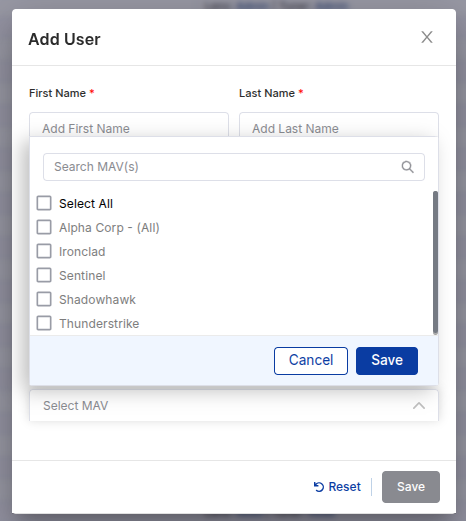 Add User
First Name *
Last Name *
Add First Name
Add Last Name
Search MAV(s)
Select All
Alpha Corp - (All)
Ironclad
Sentinel
Shadowhawk
Thunderstrike
Cancel
Save
Select MAV
Reset
Save